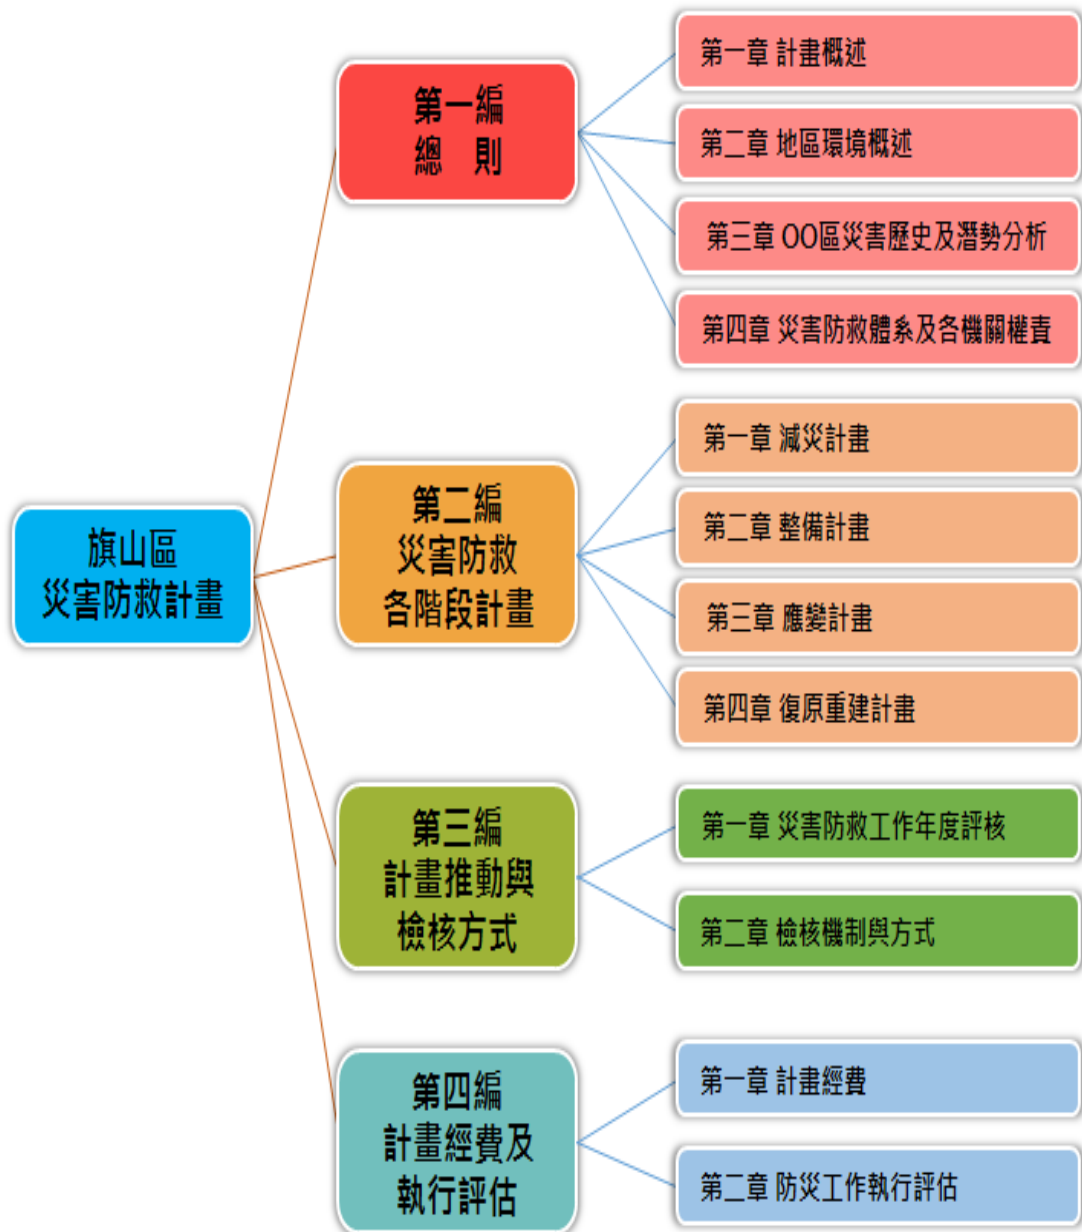 旗山區
災害防救計畫
第一編
總　則
第一章 計畫概述
第二章 地區環境概述
第三章 OO區災害歷史及潛勢分析
第四章 災害防救體系及各機關權責
第二編
災害防救
各階段計畫
第一章 減災計畫
第二章 整備計畫
第三章 應變計畫
第四章 復原重建計畫
第三編
計畫推動與
檢核方式
第一章 災害防救工作年度評核
第二章 檢核機制與方式
第四編
計畫經費及
執行評估
第一章 計畫經費
第二章 防災工作執行評估